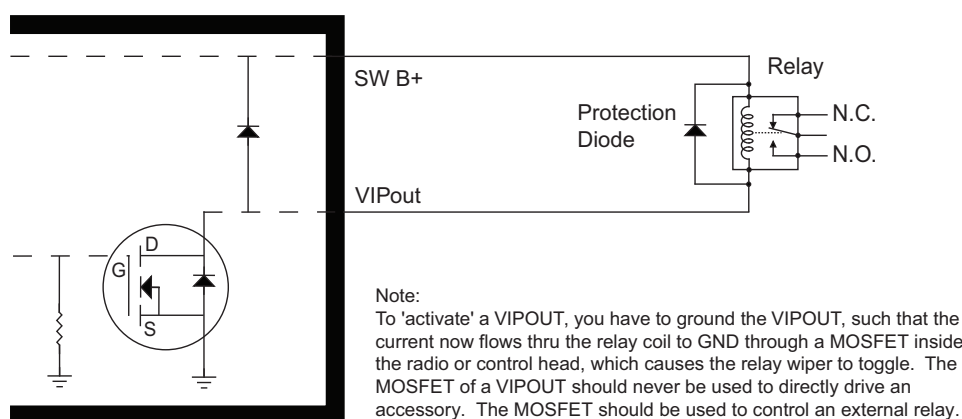 SW B+
Relay
Protection
Diode
N.C.
N.O.
VIPout
D
G
S
Note:
To 'activate' a VIPOUT, you have to ground the VIPOUT, such that the
current now flows thru the relay coil to GND through a MOSFET inside
the radio or control head, which causes the relay wiper to toggle. The
MOSFET of a VIPOUT should never be used to directly drive an
accessory. The MOSFET should be used to control an external relay.